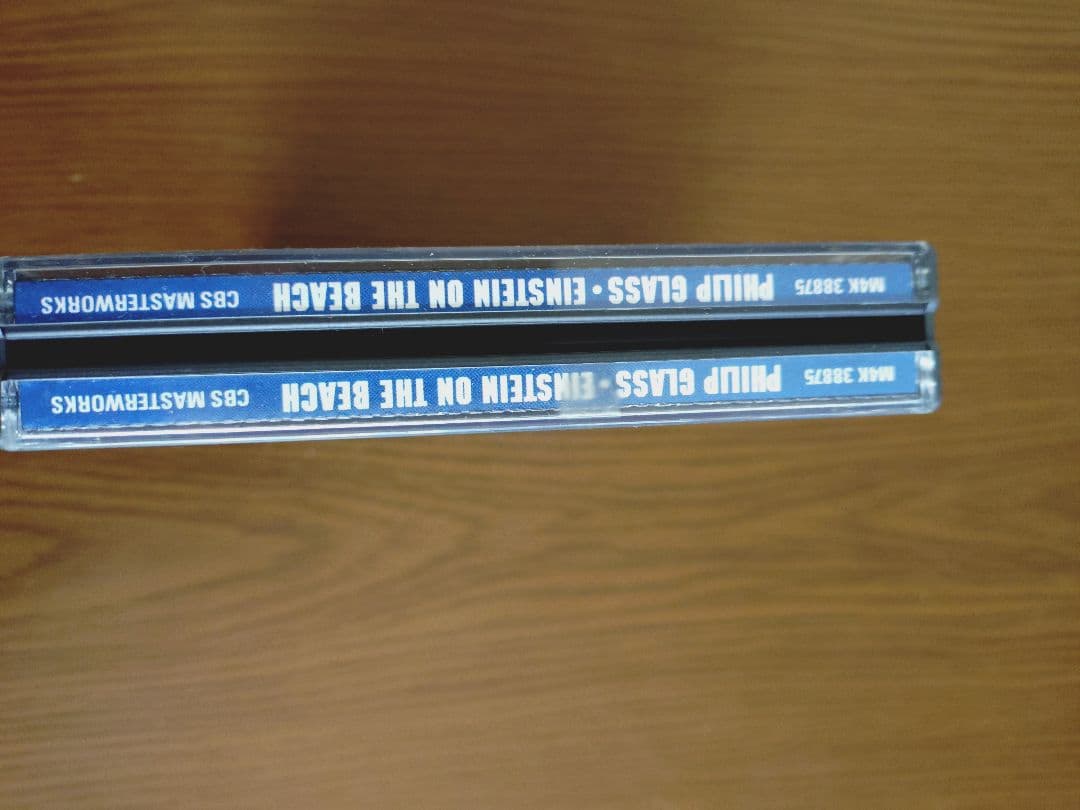 M4K 38875 PHILIP GLASS • EINSTEIN ON THE BEACH CBS MASTERWORKS
M4K 38875 PHILIP GLASS • EINSTEIN ON THE BEACH CBS MASTERWORKS